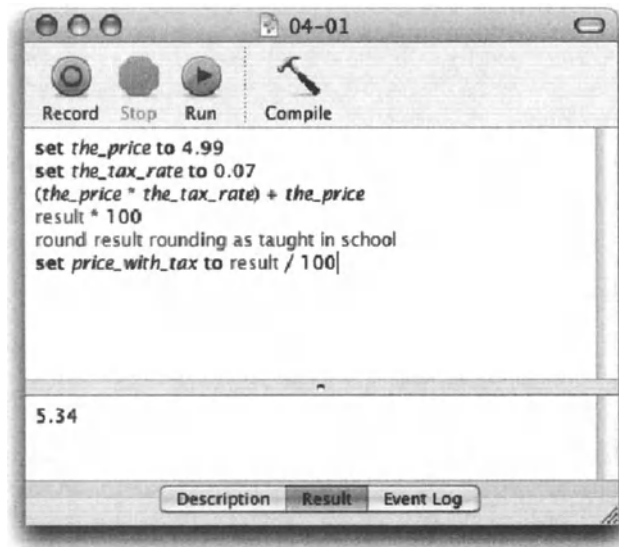 04-01
Record Stop Run Compile
set the_price to 4.99
set the_tax_rate to 0.07
(the_price * the_tax_rate) + the_price
result * 100
round result rounding as taught in school
set price_with_tax to result / 100
5.34
Description Result Event Log